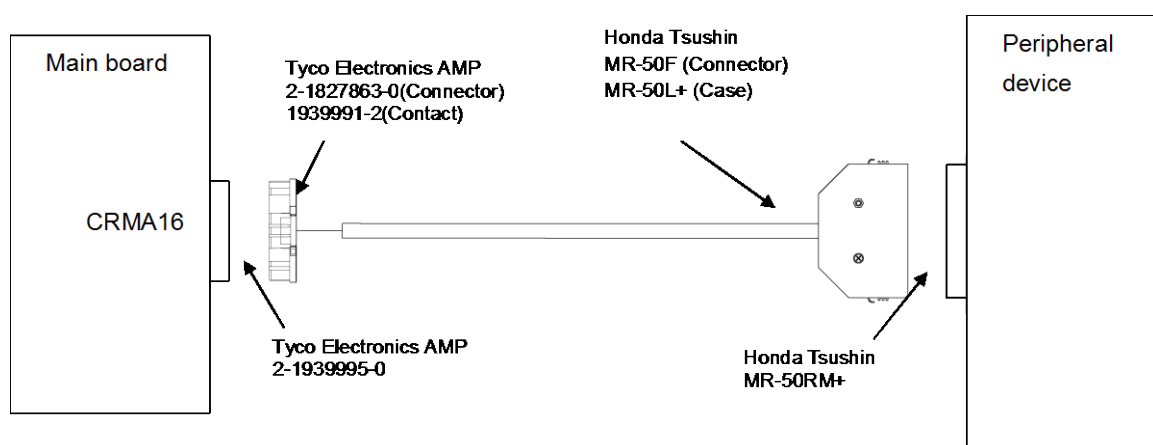 Main board
Tyco Electronics AMP
2-1827863-0(Connector)
1939991-2(Contact)
Honda Tsushin
MR-50F (Connector)
MR-50L+ (Case)
Peripheral
device
CRMA16
Tyco Electronics AMP
2-1939995-0
Honda Tsushin
MR-50RM+